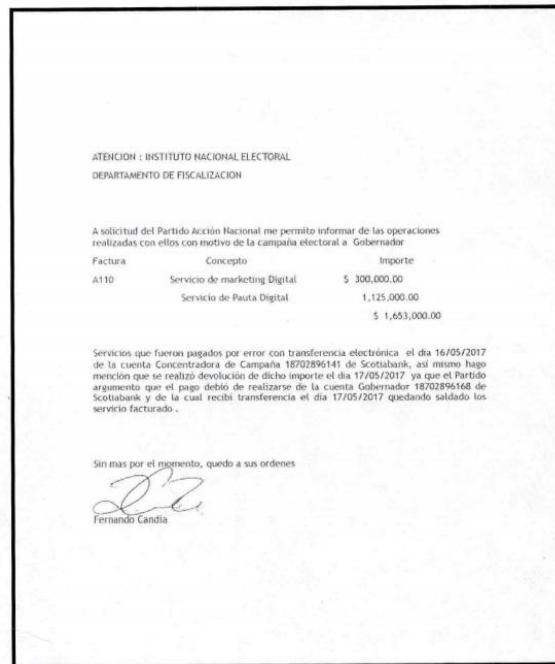 ATENCION : INSTITUTO NACIONAL ELECTORAL
DEPARTAMENTO DE FISCALIZACION
A solicitud del Partido Acción Nacional me permito informar de las operaciones
realizadas con ellos con motivo de la campaña electoral a Gobernador
Factura Concepto Importe
A110 Servicio de marketing Digital $ 300,000.00
Servicio de Pauta Digital 1,125,000.00
$ 1,653,000.00
Servicios que fueron pagados por error con transferencia electrónica el dia 16/05/2017
de la cuenta Concentradora de Campaña 18702896141 de Scotiabank, así mismo hago
mención que se realizó devolución de dicho importe el dia 17/05/2017 ya que el Partido
argumento que el pago debió de realizarse de la cuenta Gobernador 18702896168 de
Scotiabank y de la cual recibí transferencia el dia 17/05/2017 quedando saldado los
servicio facturado .
Sin mas por el momento, quedo a sus ordenes
Fernando Candia